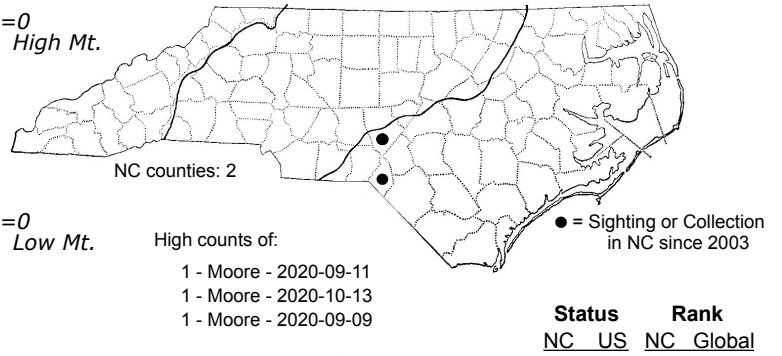 =0
High Mt.
NC counties: 2
=0
Low Mt.
High counts of:
1 - Moore - 2020-09-11
1 - Moore - 2020-10-13
1 - Moore - 2020-09-09
● = Sighting or Collection
in NC since 2003
Status Rank
NC US NC Global